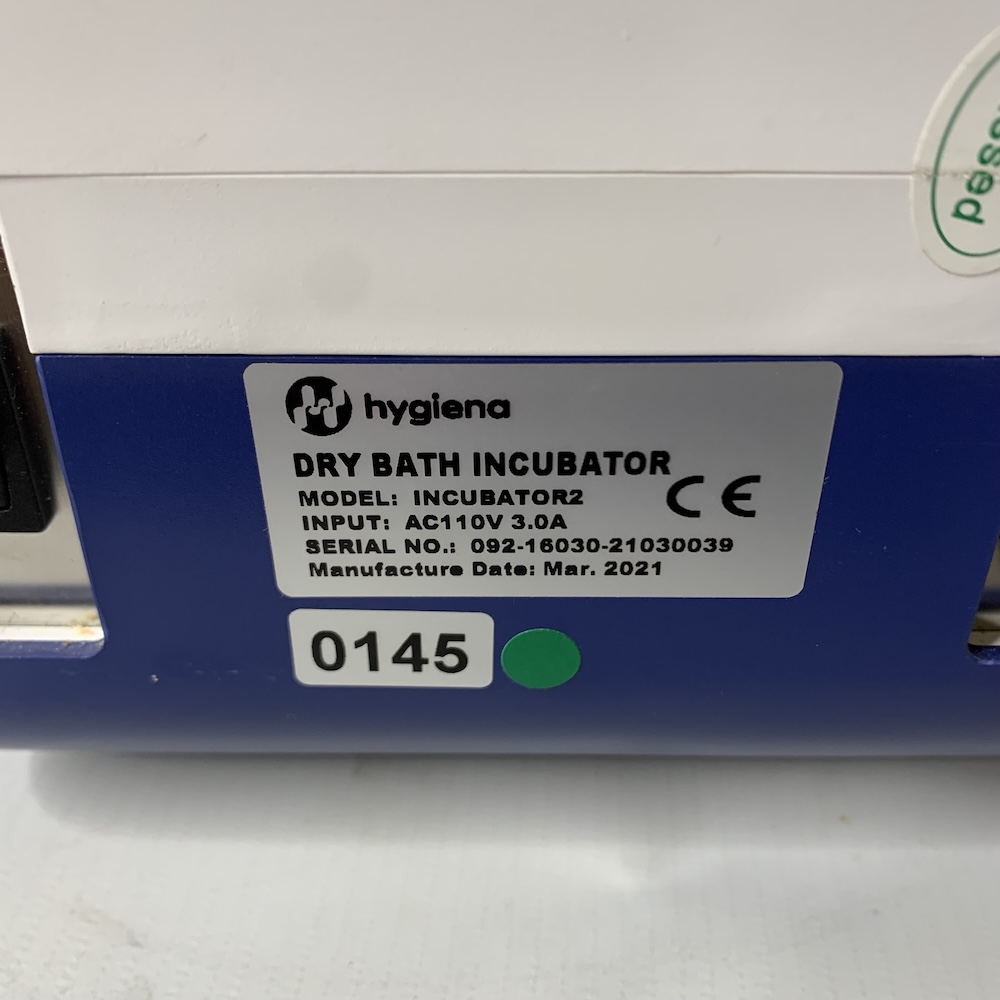 hygiena
DRY BATH INCUBATOR
MODEL: INCUBATOR2
CE
INPUT: AC110V 3.0A
SERIAL NO.: 092-16030-21030039
Manufacture Date: Mar. 2021
0145